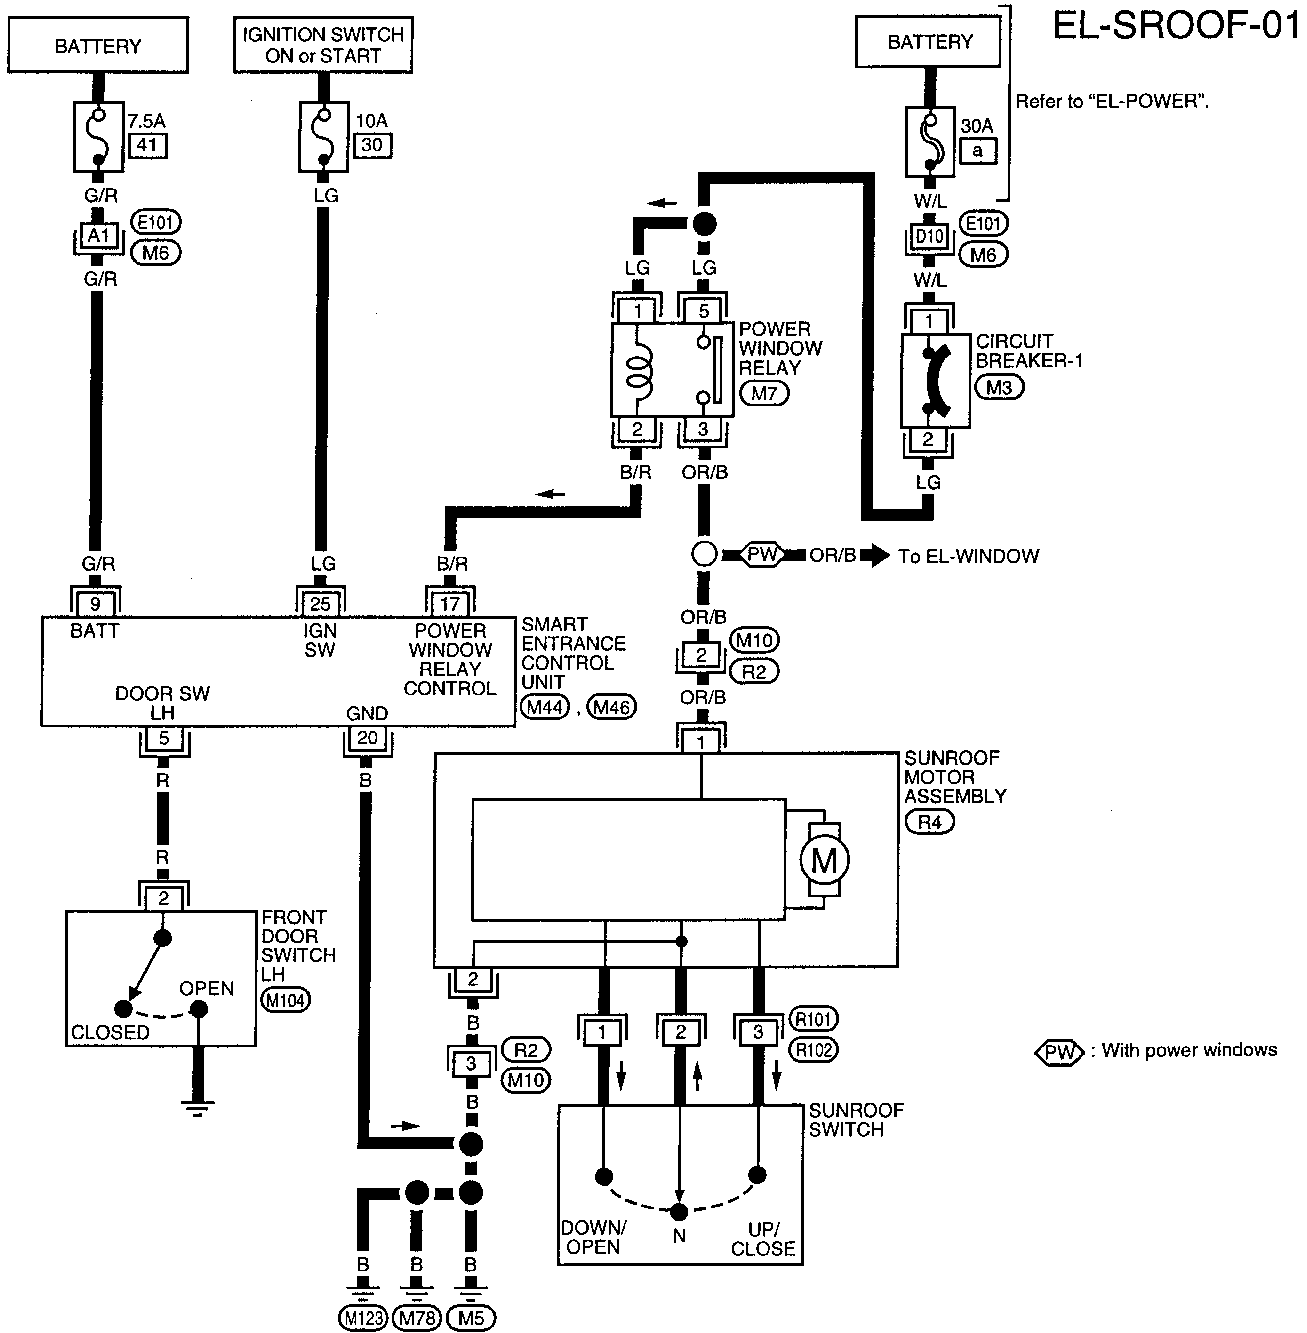 EL-SROOF-01
BATTERY
IGNITION SWITCH
ON or START
BATTERY
Refer to "EL-POWER".
7.5A
41
10A
30
30A
a
G/R
LG
W/L
A1
E101
M6
D10
E101
M6
G/R
W/L
LG
LG
1
5
POWER
WINDOW
RELAY
M7
1
CIRCUIT
BREAKER-1
M3
2
3
2
B/R
OR/B
LG
PW
OR/B
To EL-WINDOW
G/R
LG
B/R
9
25
17
BATT
IGN
SW
POWER
WINDOW
RELAY
CONTROL
SMART
ENTRANCE
CONTROL
UNIT
M44 , M46
DOOR SW
LH
GND
5
20
OR/B
2
M10
R2
OR/B
1
R
B
SUNROOF
MOTOR
ASSEMBLY
R4
M
R
2
FRONT
DOOR
SWITCH
LH
M104
OPEN
CLOSED
2
B
3
R2
M10
B
1
2
3
R101
R102
SUNROOF
SWITCH
DOWN/
OPEN
N
UP/
CLOSE
PW : With power windows
B
B
B
M123
M78
M5